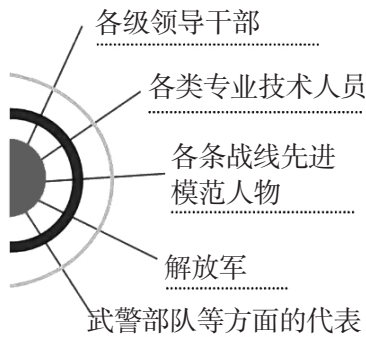 各级领导干部
各类专业技术人员
各条战线先进
模范人物
解放军
武警部队等方面的代表